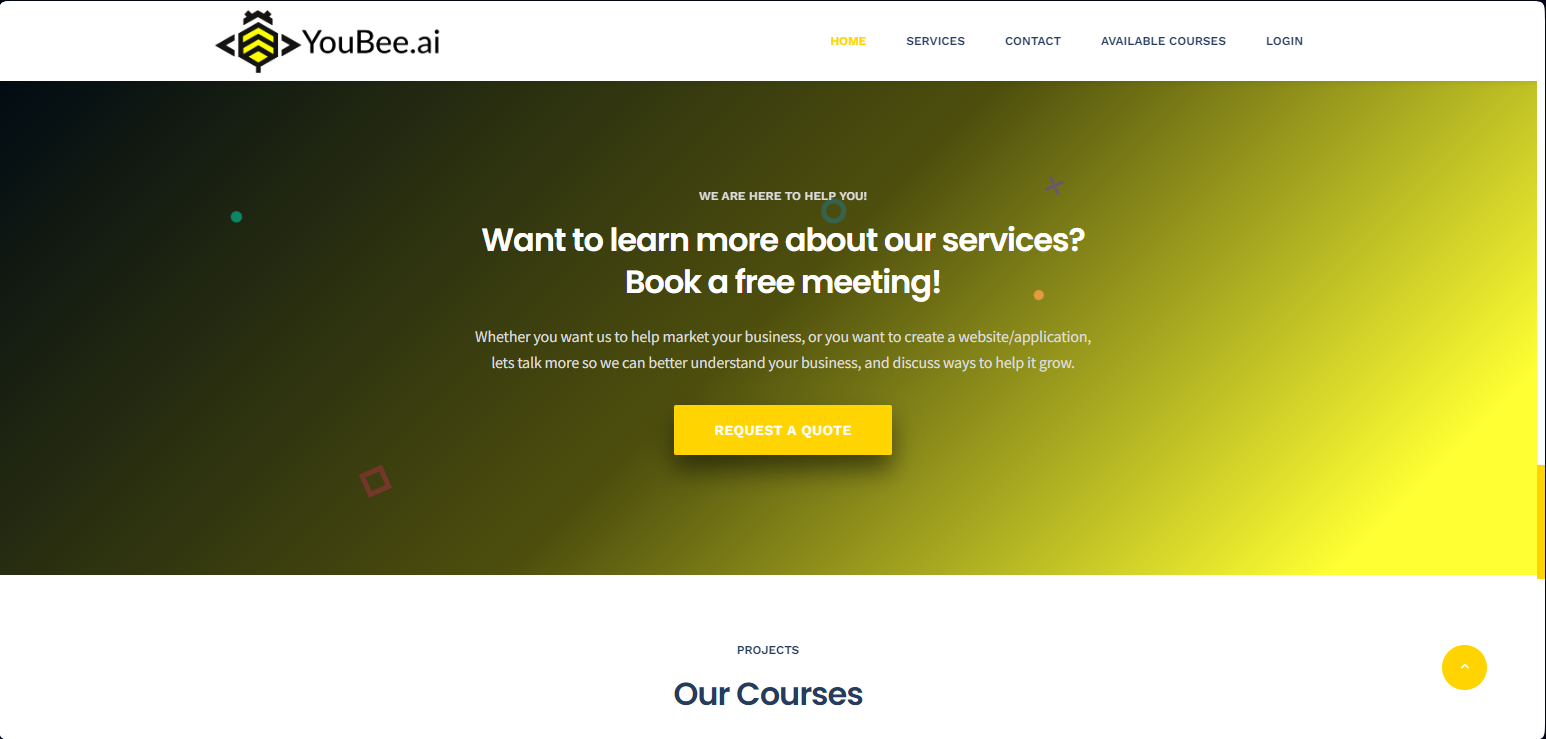 YouBee.ai
HOME SERVICES CONTACT AVAILABLE COURSES LOGIN
WE ARE HERE TO HELP YOU!
Want to learn more about our services?
Book a free meeting!
Whether you want us to help market your business, or you want to create a website/application,
lets talk more so we can better understand your business, and discuss ways to help it grow.
REQUEST A QUOTE
PROJECTS
Our Courses